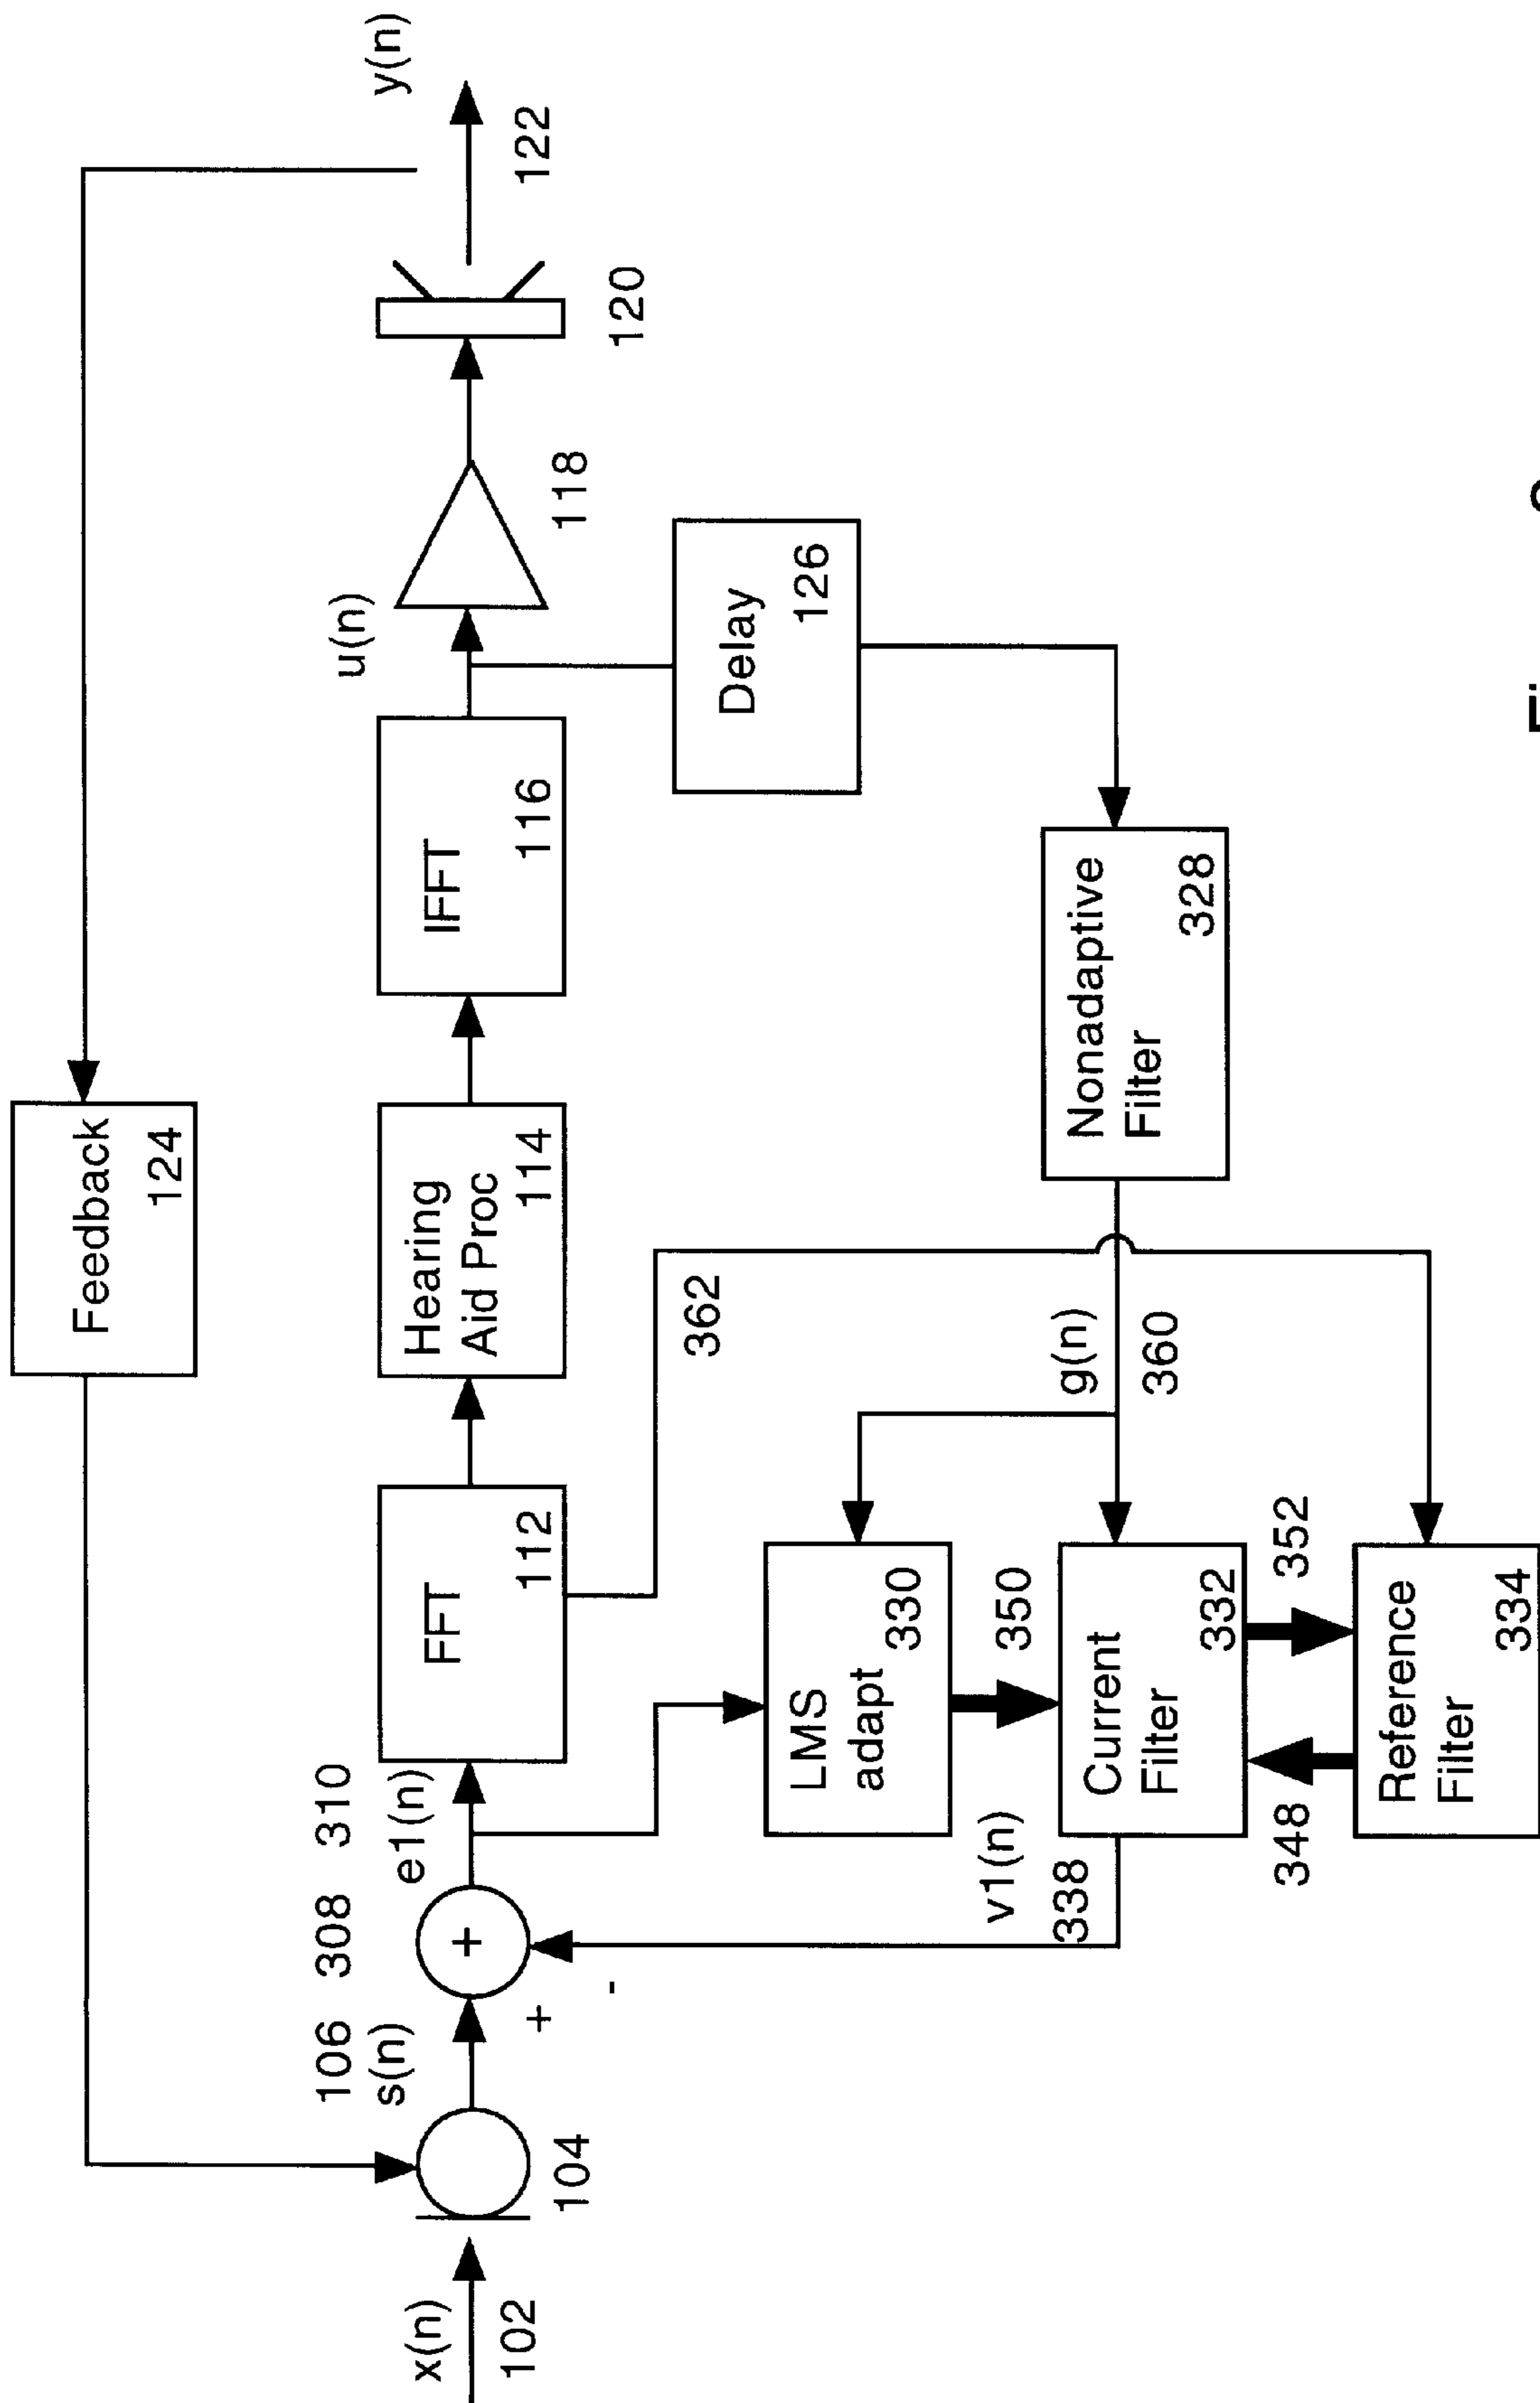 Feedback
124
x(n)
102
104
106
s(n)
308
310
e1(n)
+
+
-
FFT
112
Hearing
Aid Proc
114
IFFT
116
u(n)
118
120
y(n)
122
Delay
126
362
LMS
adapt
330
350
v1(n)
338
Current
Filter
332
g(n)
360
Nonadaptive
Filter
328
348
352
Reference
Filter
334